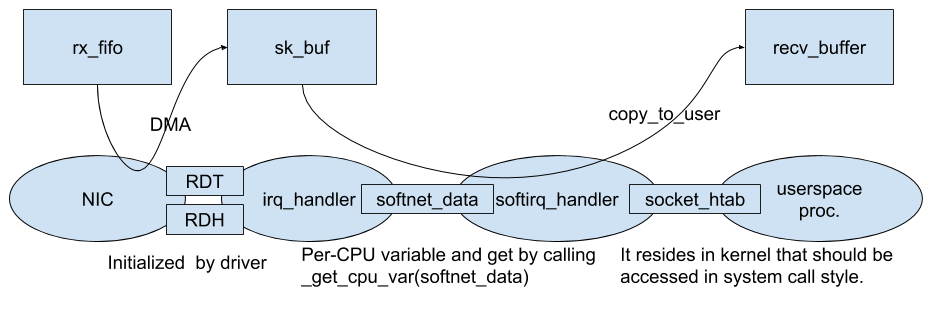 rx_fifo
sk_buf
recv_buffer
DMA
copy_to_user
NIC
RDT
RDH
irq_handler
softnet_data
softirq_handler
socket_htab
userspace
proc.
Initialized  by driver
Per-CPU variable and get by calling
_get_cpu_var(softnet_data)
It resides in kernel that should be
accessed in system call style.